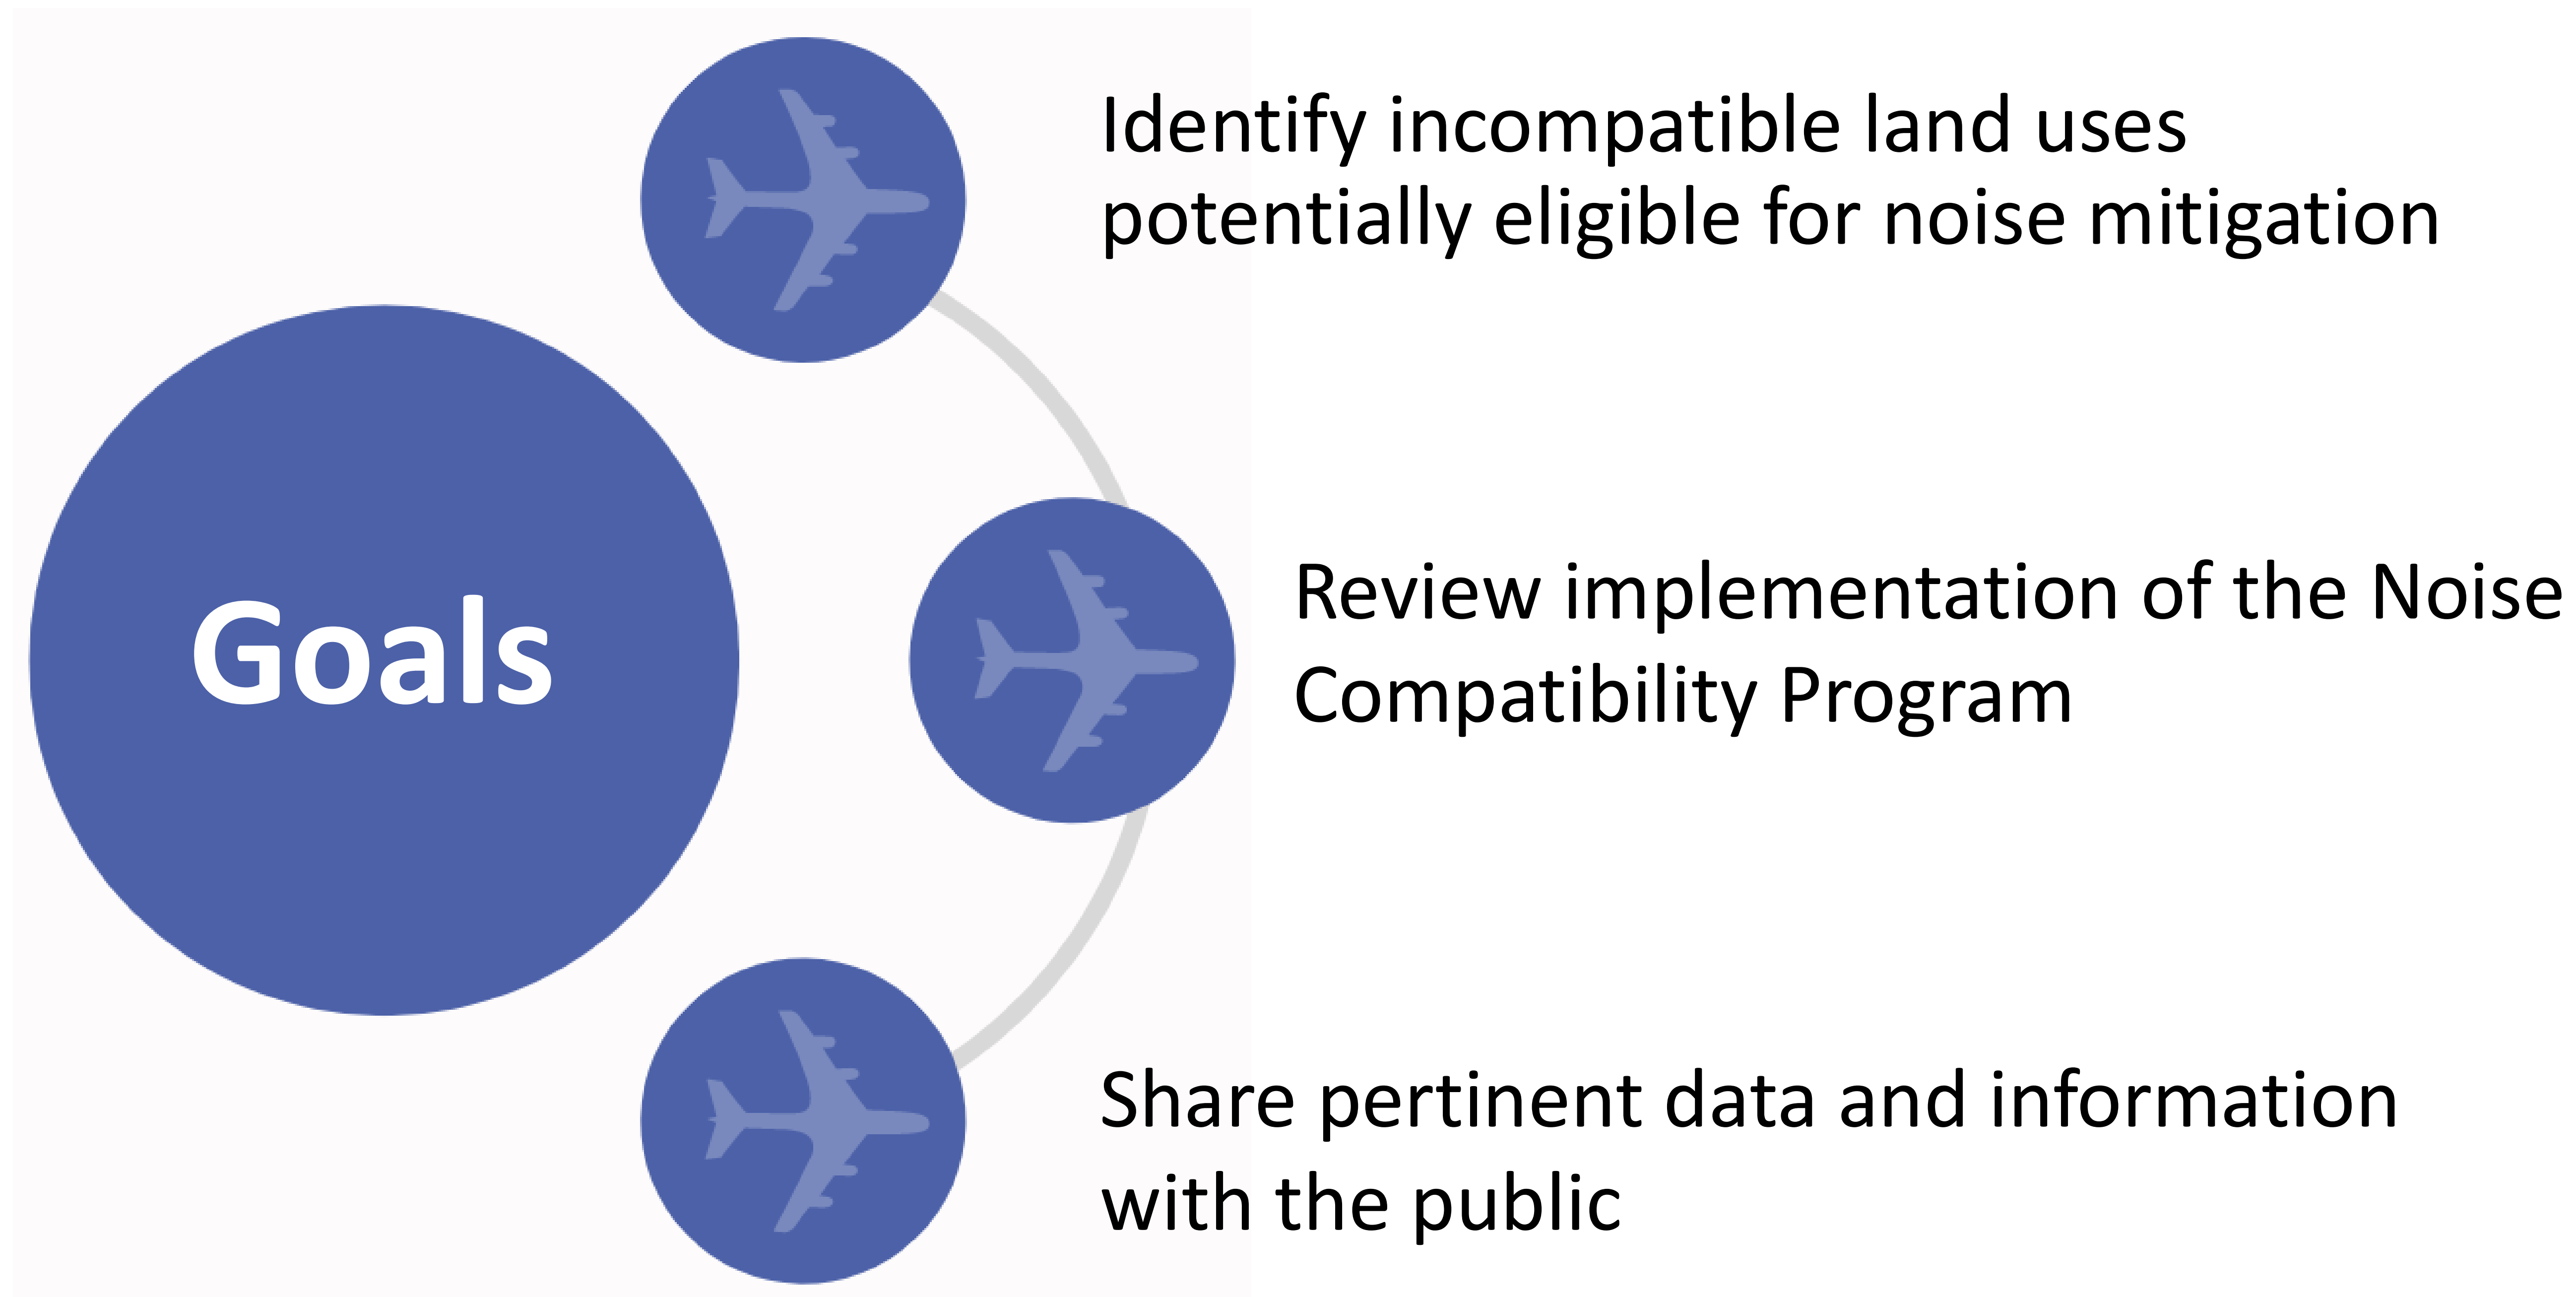 Goals
Identify incompatible land uses
potentially eligible for noise mitigation
Review implementation of the Noise
Compatibility Program
Share pertinent data and information
with the public